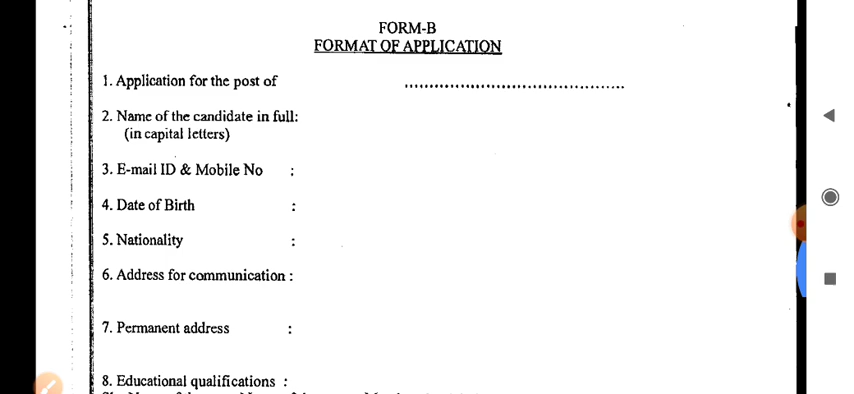 FORM-B
FORMAT OF APPLICATION
1. Application for the post of ............................................
2. Name of the candidate in full:
(in capital letters)
3. E-mail ID & Mobile No :
4. Date of Birth :
5. Nationality :
6. Address for communication :
7. Permanent address :
8. Educational qualifications :